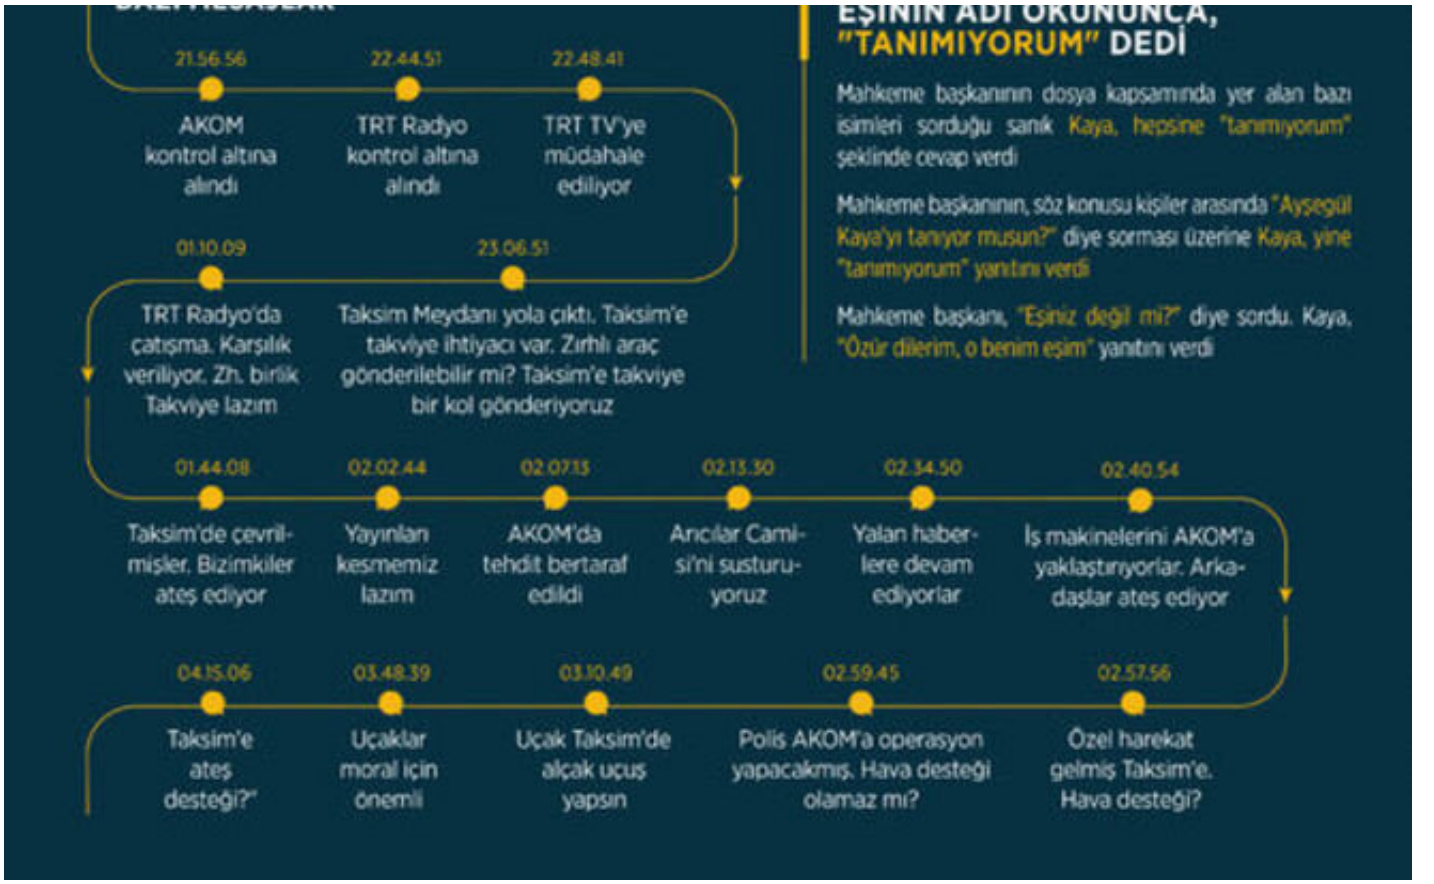 BAZI MESAJLAR
21.56.56
AKOM
kontrol altına
alındı
22.44.51
TRT Radyo
kontrol altına
alındı
22.48.41
TRT TV'ye
müdahale
ediliyor
23.06.51
Taksim Meydanı yola çıktı. Taksim'e
takviye ihtiyacı var. Zırhlı araç
gönderilebilir mi? Taksim'e takviye
bir kol gönderiyoruz
01.10.09
TRT Radyo'da
çatışma. Karşılık
veriliyor. Zh. birlik
Takviye lazım
01.44.08
Taksim'de çevril-
mişler. Bizimkiler
ateş ediyor
02.02.44
Yayınları
kesmemiz
lazım
02.07.13
AKOM'da
tehdit bertaraf
edildi
02.13.30
Arıcılar Cami-
si'ni susturu-
yoruz
02.34.50
Yalan haber-
lere devam
ediyorlar
02.40.54
İş makinelerini AKOM'a
yaklaştırıyorlar. Arka-
daşlar ateş ediyor
02.57.56
Özel harekat
gelmiş Taksim'e.
Hava desteği?
02.59.45
Polis AKOM'a operasyon
yapacakmış. Hava desteği
olamaz mı?
03.10.49
Uçak Taksim'de
alçak uçuş
yapsın
03.48.39
Uçaklar
moral için
önemli
04.15.06
Taksim'e
ateş
desteği?"
EŞİNİN ADI OKUNUNCA,
"TANIMIYORUM" DEDİ
Mahkeme başkanının dosya kapsamında yer alan bazı
isimleri sorduğu sanık Kaya, hepsine "tanımıyorum"
şeklinde cevap verdi
Mahkeme başkanının, söz konusu kişiler arasında "Ayşegül
Kaya'yı tanıyor musun?" diye sorması üzerine Kaya, yine
"tanımıyorum" yanıtını verdi
Mahkeme başkanı, "Eşiniz değil mi?" diye sordu. Kaya,
"Özür dilerim, o benim eşim" yanıtını verdi